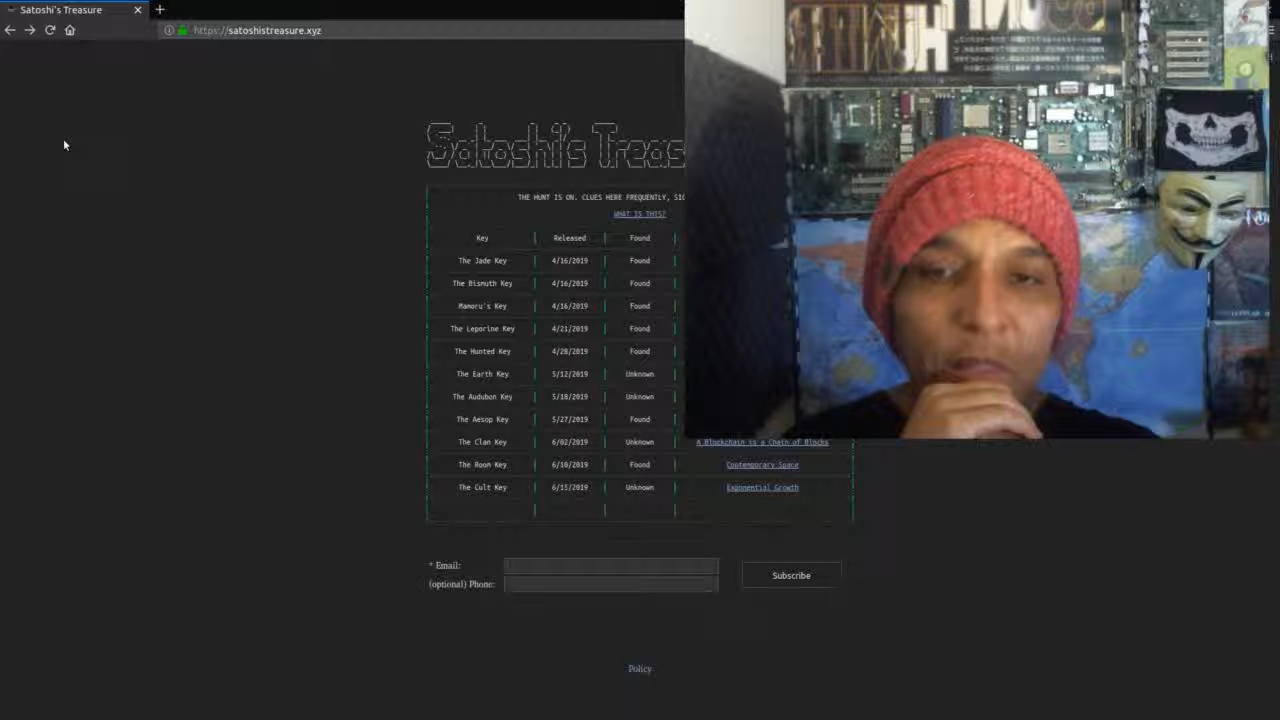 Satoshi's Treasure
https://satoshistreasure.xyz
Satoshi's Treas
THE HUNT IS ON. CLUES HERE FREQUENTLY, SIG
WHAT IS THIS?
Key Released Found
The Jade Key 4/16/2019 Found
The Bismuth Key 4/16/2019 Found
Mamoru's Key 4/16/2019 Found
The Leporine Key 4/21/2019 Found
The Hunted Key 4/28/2019 Found
The Earth Key 5/12/2019 Unknown
The Audubon Key 5/18/2019 Unknown
The Aesop Key 5/27/2019 Found
The Clan Key 6/02/2019 Unknown A Blockchain is a Chain of Blocks
The Room Key 6/10/2019 Found Contemporary Space
The Cult Key 6/15/2019 Unknown Exponential Growth
* Email:
(optional) Phone:
Subscribe
Policy